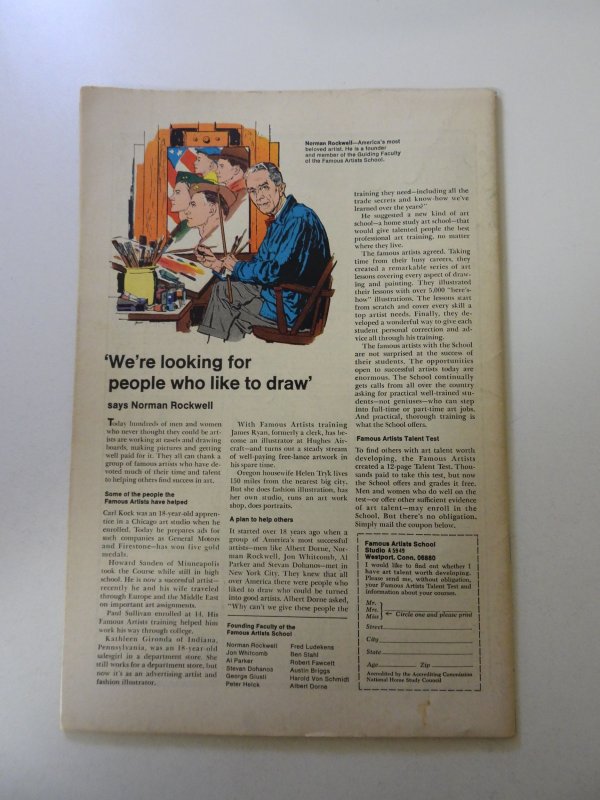 Norman Rockwell—America's most
beloved artist. He is a founder
and member of the Guiding Faculty
of the Famous Artists School.
'We're looking for
people who like to draw'
says Norman Rockwell
Today hundreds of men and women
who never thought they could be art-
ists are working at easels and drawing
boards, making pictures and getting
well paid for it. They all can thank a
group of famous artists who have de-
voted much of their time and talent
to helping others find success in art.
Some of the people the
Famous Artists have helped
Carl Kock was an 18-year-old appren-
tice in a Chicago art studio when he
enrolled. Today he prepares ads for
such companies as General Motors
and Firestone—has won five gold
medals.
Howard Sanden of Minneapolis
took the Course while still in high
school. He is now a successful artist—
recently he and his wife traveled
through Europe and the Middle East
on important art assignments.
Paul Sullivan enrolled at 14. His
Famous Artists training helped him
work his way through college.
Kathleen Gironda of Indiana,
Pennsylvania, was an 18-year-old
salesgirl in a department store. She
still works for a department store, but
now it's as an advertising artist and
fashion illustrator.
With Famous Artists training
James Ryan, formerly a clerk, has be-
come an illustrator at Hughes Air-
craft—and turns out a steady stream
of well-paying free-lance artwork in
his spare time.
Oregon housewife Helen Tryk lives
150 miles from the nearest big city.
But she does fashion illustration, has
her own studio, runs an art work
shop, does portraits.
A plan to help others
It started over 18 years ago when a
group of America's most successful
artists—men like Albert Dorne, Nor-
man Rockwell, Jon Whitcomb, Al
Parker and Stevan Dohanos—met in
New York City. They knew that all
over America there were people who
liked to draw who could be turned
into good artists. Albert Dorne asked,
"Why can't we give these people the
Founding Faculty of the
Famous Artists School
Norman Rockwell
Jon Whitcomb
Al Parker
Stevan Dohanos
George Giusti
Peter Helck
Fred Ludekens
Ben Stahl
Robert Fawcett
Austin Briggs
Harold Von Schmidt
Albert Dorne
training they need—including all the
trade secrets and know-how we've
learned over the years?"
He suggested a new kind of art
school—a home study art school—that
would give talented people the best
professional art training, no matter
where they live.
The famous artists agreed. Taking
time from their busy careers, they
created a remarkable series of art
lessons covering every aspect of draw-
ing and painting. They illustrated
their lessons with over 5,000 "here's-
how" illustrations. The lessons start
from scratch and cover every skill a
top artist needs. Finally, they de-
veloped a wonderful way to give each
student personal correction and ad-
vice all through his training.
The famous artists with the School
are not surprised at the success of
their students. The opportunities
open to successful artists today are
enormous. The School continually
gets calls from all over the country
asking for practical well-trained stu-
dents—not geniuses—who can step
into full-time or part-time art jobs.
And practical, thorough training is
what the School offers.
Famous Artists Talent Test
To find others with art talent worth
developing, the Famous Artists
created a 12-page Talent Test. Thou-
sands paid to take this test, but now
the School offers and grades it free.
Men and women who do well on the
test—or offer other sufficient evidence
of art talent—may enroll in the
School. But there's no obligation.
Simply mail the coupon below.
Famous Artists School
Studio A5949
Westport, Conn. 06880
I would like to find out whether I
have art talent worth developing.
Please send me, without obligation,
your Famous Artists Talent Test and
information about your courses.
Mr.
Mrs.
Miss
Circle one and please print
Street
City
State
Age Zip
Accredited by the Accrediting Commission
National Home Study Council